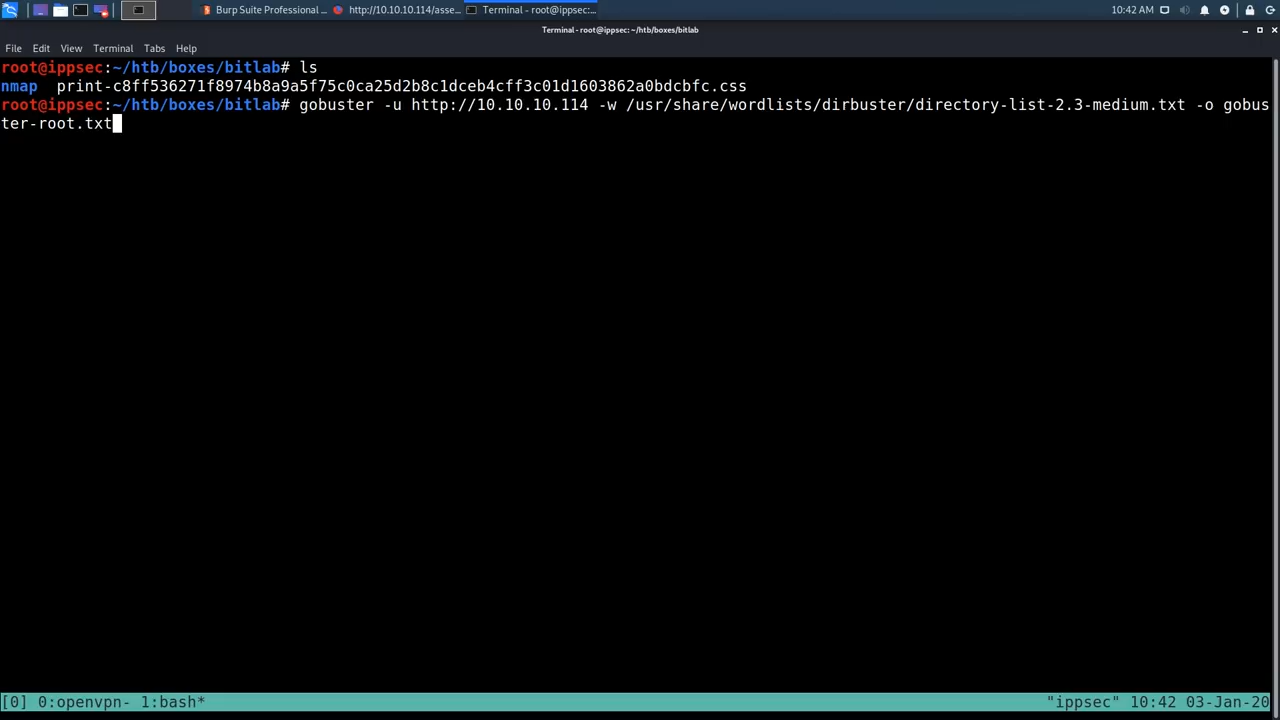 Burp Suite Professional ...
http://10.10.10.114/asse...
Terminal - root@ippsec:...
10:42 AM
Terminal - root@ippsec: ~/htb/boxes/bitlab
File Edit View Terminal Tabs Help
root@ippsec:~/htb/boxes/bitlab# ls
nmap print-c8ff536271f8974b8a9a5f75c0ca25d2b8c1dceb4cff3c01d1603862a0bdcbfc.css
root@ippsec:~/htb/boxes/bitlab# gobuster -u http://10.10.10.114 -w /usr/share/wordlists/dirbuster/directory-list-2.3-medium.txt -o gobus
ter-root.txt
[0] 0:openvpn- 1:bash* "ippsec" 10:42 03-Jan-20